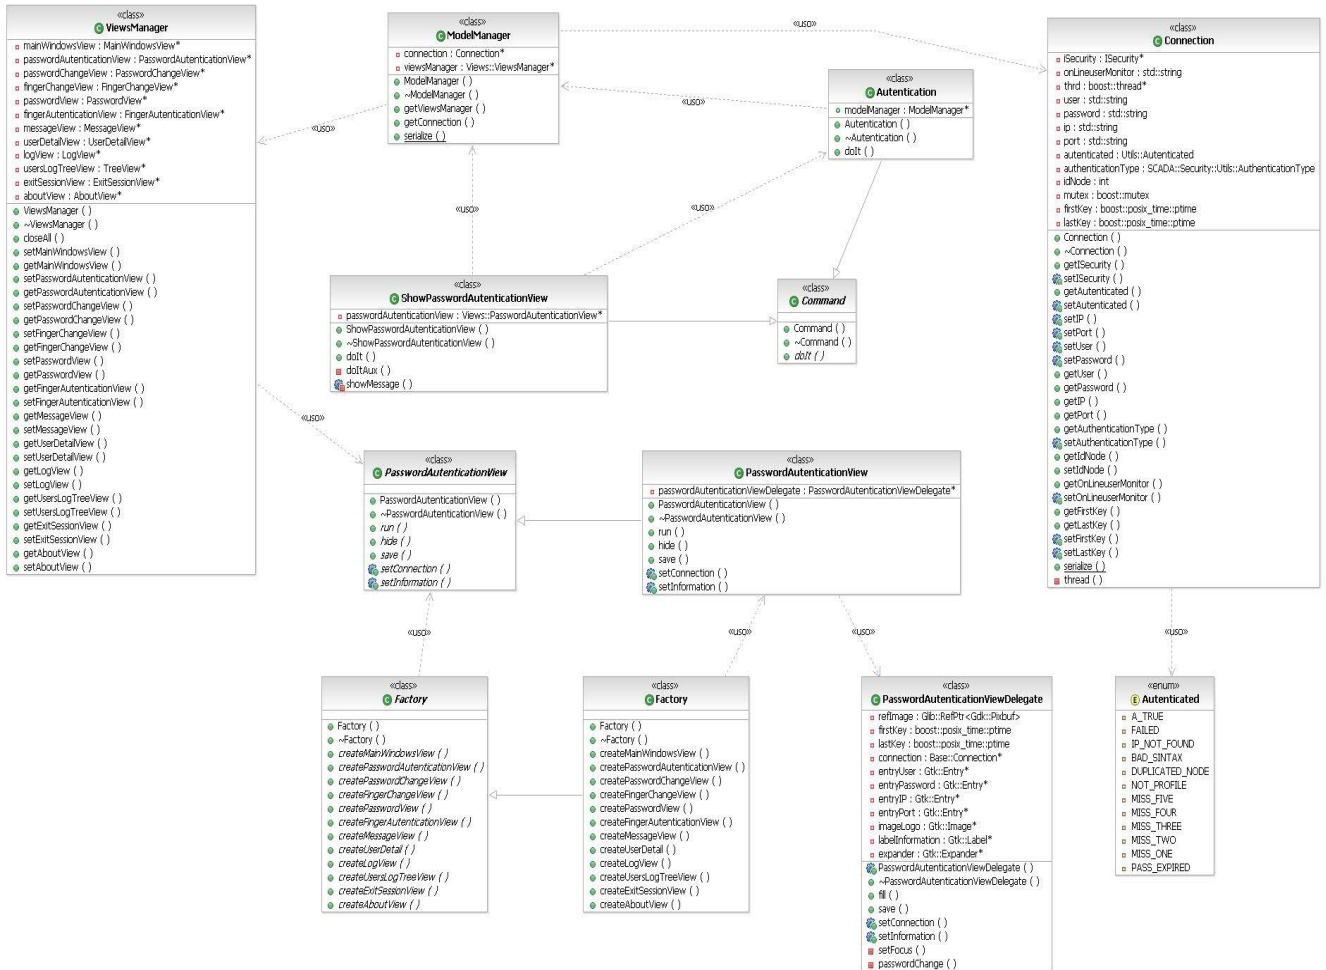 «class»
ViewsManager
mainWindowsView : MainWindowsView*
passwordAutenticationView : PasswordAutenticationView*
passwordChangeView : PasswordChangeView*
fingerChangeView : FingerChangeView*
passwordView : PasswordView*
fingerAutenticationView : FingerAutenticationView*
messageView : MessageView*
userDetailView : UserDetailView*
logView : LogView*
usersLogTreeView : TreeView*
exitSessionView : ExitSessionView*
aboutView : AboutView*
ViewsManager ( )
~ViewsManager ( )
closeAll ( )
setMainWindowsView ( )
getMainWindowsView ( )
setPasswordAutenticationView ( )
getPasswordAutenticationView ( )
setPasswordChangeView ( )
getPasswordChangeView ( )
setFingerChangeView ( )
getFingerChangeView ( )
setPasswordView ( )
getPasswordView ( )
getFingerAutenticationView ( )
setFingerAutenticationView ( )
getMessageView ( )
setMessageView ( )
getUserDetailView ( )
setUserDetailView ( )
getLogView ( )
setLogView ( )
getUsersLogTreeView ( )
setUsersLogTreeView ( )
getExitSessionView ( )
setExitSessionView ( )
getAboutView ( )
setAboutView ( )
«class»
ModelManager
connection : Connection*
viewsManager : Views::ViewsManager*
ModelManager ( )
~ModelManager ( )
getViewsManager ( )
getConnection ( )
serialize ( )
«uso»
«uso»
«uso»
«uso»
«uso»
«class»
Autentication
modelManager : ModelManager*
Autentication ( )
~Autentication ( )
doIt ( )
«class»
Connection
iSecurity : ISecurity*
onLineuserMonitor : std::string
thrd : boost::thread*
user : std::string
password : std::string
ip : std::string
port : std::string
autenticated : Utils::Autenticated
authenticationType : SCADA::Security::Utils::AuthenticationType
idNode : int
mutex : boost::mutex
firstKey : boost::posix_time::ptime
lastKey : boost::posix_time::ptime
Connection ( )
~Connection ( )
getISecurity ( )
setISecurity ( )
getAutenticated ( )
setAutenticated ( )
setIP ( )
setPort ( )
setUser ( )
setPassword ( )
getUser ( )
getPassword ( )
getIP ( )
getPort ( )
getAuthenticationType ( )
setAuthenticationType ( )
getIdNode ( )
setIdNode ( )
getOnLineuserMonitor ( )
setOnLineuserMonitor ( )
getFirstKey ( )
getLastKey ( )
setFirstKey ( )
setLastKey ( )
serialize ( )
thread ( )
«class»
ShowPasswordAutenticationView
passwordAutenticationView : Views::PasswordAutenticationView*
ShowPasswordAutenticationView ( )
~ShowPasswordAutenticationView ( )
doIt ( )
doItAux ( )
showMessage ( )
«class»
Command
Command ( )
~Command ( )
doIt ( )
«uso»
«class»
PasswordAutenticationView
PasswordAutenticationView ( )
~PasswordAutenticationView ( )
run ( )
hide ( )
save ( )
setConnection ( )
setInformation ( )
«class»
PasswordAutenticationView
passwordAutenticationViewDelegate : PasswordAutenticationViewDelegate*
PasswordAutenticationView ( )
~PasswordAutenticationView ( )
run ( )
hide ( )
save ( )
setConnection ( )
setInformation ( )
«uso»
«uso»
«uso»
«uso»
«class»
Factory
Factory ( )
~Factory ( )
createMainWindowsView ( )
createPasswordAutenticationView ( )
createPasswordChangeView ( )
createFingerChangeView ( )
createPasswordView ( )
createFingerAutenticationView ( )
createMessageView ( )
createUserDetail ( )
createLogView ( )
createUsersLogTreeView ( )
createExitSessionView ( )
createAboutView ( )
«class»
Factory
Factory ( )
~Factory ( )
createMainWindowsView ( )
createPasswordAutenticationView ( )
createPasswordChangeView ( )
createFingerChangeView ( )
createPasswordView ( )
createFingerAutenticationView ( )
createMessageView ( )
createUserDetail ( )
createLogView ( )
createUsersLogTreeView ( )
createExitSessionView ( )
createAboutView ( )
«class»
PasswordAutenticationViewDelegate
refImage : Glib::RefPtr<Gdk::Pixbuf>
firstKey : boost::posix_time::ptime
lastKey : boost::posix_time::ptime
connection : Base::Connection*
entryUser : Gtk::Entry*
entryPassword : Gtk::Entry*
entryIP : Gtk::Entry*
entryPort : Gtk::Entry*
imageLogo : Gtk::Image*
labelInformation : Gtk::Label*
expander : Gtk::Expander*
PasswordAutenticationViewDelegate ( )
~PasswordAutenticationViewDelegate ( )
fill ( )
save ( )
setConnection ( )
setInformation ( )
setFocus ( )
passwordChange ( )
«enum»
Autenticated
A_TRUE
FAILED
IP_NOT_FOUND
BAD_SINTAX
DUPLICATED_NODE
NOT_PROFILE
MISS_FIVE
MISS_FOUR
MISS_THREE
MISS_TWO
MISS_ONE
PASS_EXPIRED